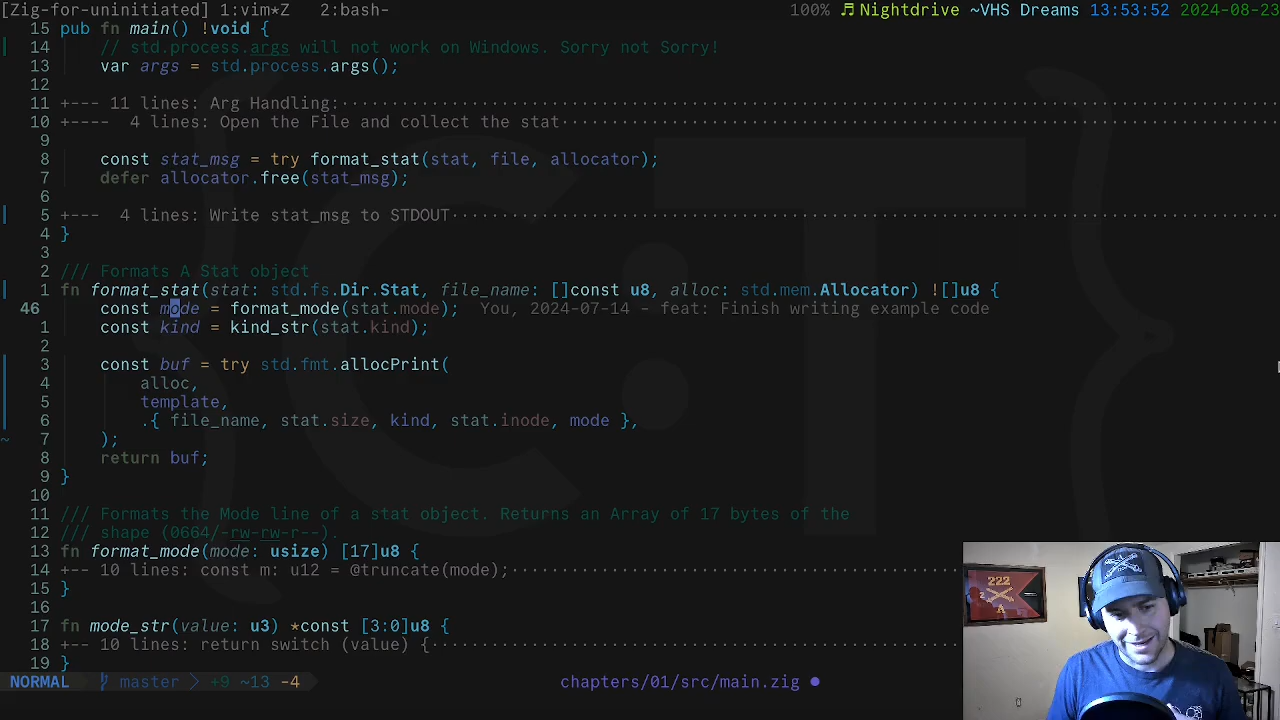 [Zig-for-uninitiated] 1:vim*Z 2:bash- 100% ♬Nightdrive ~VHS Dreams 13:53:52 2024-08-23
15 pub fn main() !void {
14 // std.process.args will not work on Windows. Sorry not Sorry!
13 var args = std.process.args();
12
11 +--- 11 lines: Arg Handling:
10 +---- 4 lines: Open the File and collect the stat
9
8 const stat_msg = try format_stat(stat, file, allocator);
7 defer allocator.free(stat_msg);
6
5 +--- 4 lines: Write stat_msg to STDOUT
4 }
3
2 /// Formats A Stat object
1 fn format_stat(stat: std.fs.Dir.Stat, file_name: []const u8, alloc: std.mem.Allocator) ![]u8 {
46 const mode = format_mode(stat.mode); You, 2024-07-14 - feat: Finish writing example code
1 const kind = kind_str(stat.kind);
2
3 const buf = try std.fmt.allocPrint(
4 alloc,
5 template,
6 .{ file_name, stat.size, kind, stat.inode, mode },
~ 7 );
8 return buf;
9 }
10
11 /// Formats the Mode line of a stat object. Returns an Array of 17 bytes of the
12 /// shape (0664/-rw-rw-r--).
13 fn format_mode(mode: usize) [17]u8 {
14 +-- 10 lines: const m: u12 = @truncate(mode);
15 }
16
17 fn mode_str(value: u3) *const [3:0]u8 {
18 +-- 10 lines: return switch (value) {
19 }
NORMAL master > +9 ~13 -4 chapters/01/src/main.zig ●
222
2
A